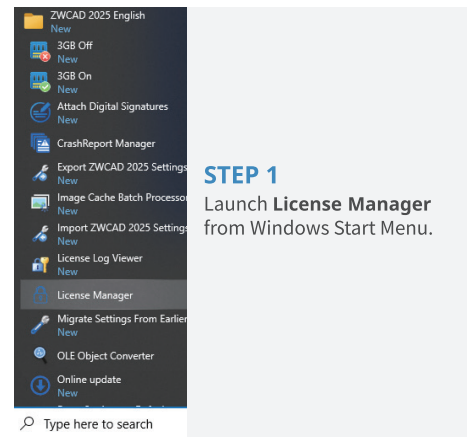 ZWCAD 2025 English
New
3GB Off
New
3GB On
New
Attach Digital Signatures
New
CrashReport Manager
Export ZWCAD 2025 Settings
New
Image Cache Batch Processo
New
Import ZWCAD 2025 Settings
New
License Log Viewer
New
License Manager
Migrate Settings From Earlier
New
OLE Object Converter
Online update
New
Type here to search
STEP 1
Launch License Manager
from Windows Start Menu.